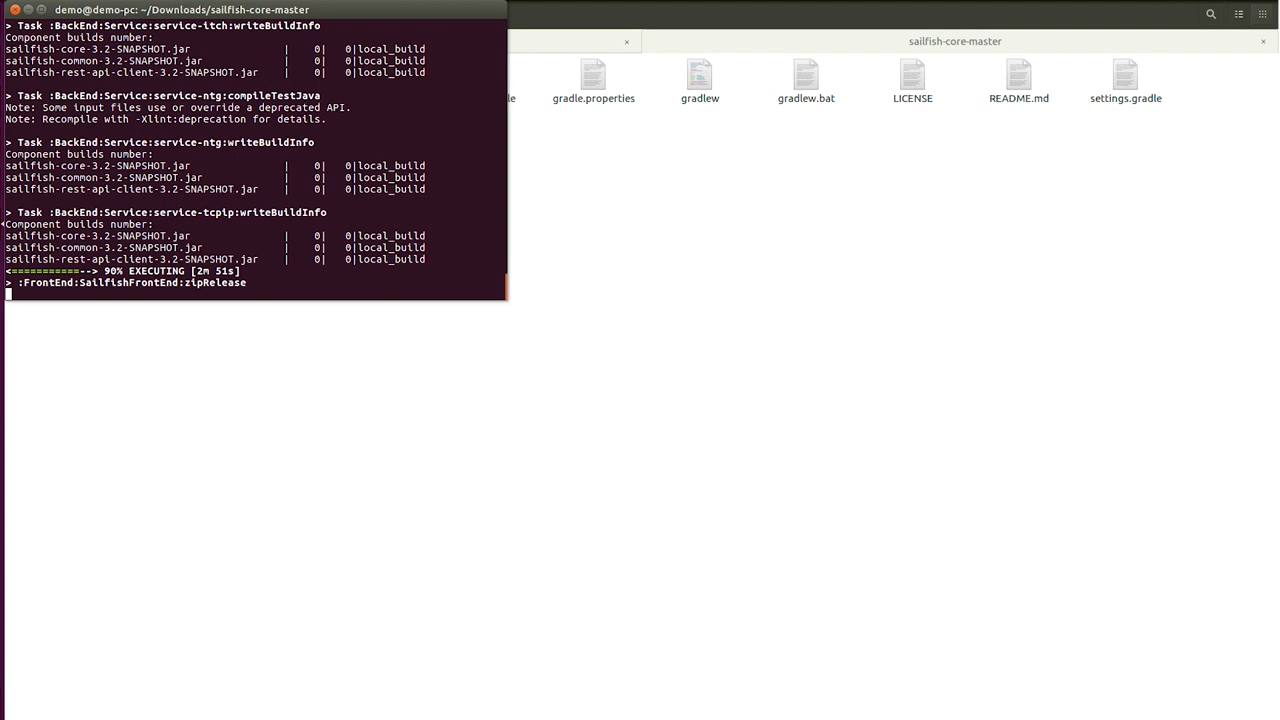 demo@demo-pc: ~/Downloads/sailfish-core-master
> Task :BackEnd:Service:service-itch:writeBuildInfo
Component builds number:
sailfish-core-3.2-SNAPSHOT.jar | 0| 0|local_build
sailfish-common-3.2-SNAPSHOT.jar | 0| 0|local_build
sailfish-rest-api-client-3.2-SNAPSHOT.jar | 0| 0|local_build
> Task :BackEnd:Service:service-ntg:compileTestJava
Note: Some input files use or override a deprecated API.
Note: Recompile with -Xlint:deprecation for details.
> Task :BackEnd:Service:service-ntg:writeBuildInfo
Component builds number:
sailfish-core-3.2-SNAPSHOT.jar | 0| 0|local_build
sailfish-common-3.2-SNAPSHOT.jar | 0| 0|local_build
sailfish-rest-api-client-3.2-SNAPSHOT.jar | 0| 0|local_build
> Task :BackEnd:Service:service-tcpip:writeBuildInfo
Component builds number:
sailfish-core-3.2-SNAPSHOT.jar | 0| 0|local_build
sailfish-common-3.2-SNAPSHOT.jar | 0| 0|local_build
sailfish-rest-api-client-3.2-SNAPSHOT.jar | 0| 0|local_build
<===========--> 90% EXECUTING [2m 51s]
> :FrontEnd:SailfishFrontEnd:zipRelease
sailfish-core-master
le
gradle.properties
gradlew
gradlew.bat
LICENSE
README.md
settings.gradle